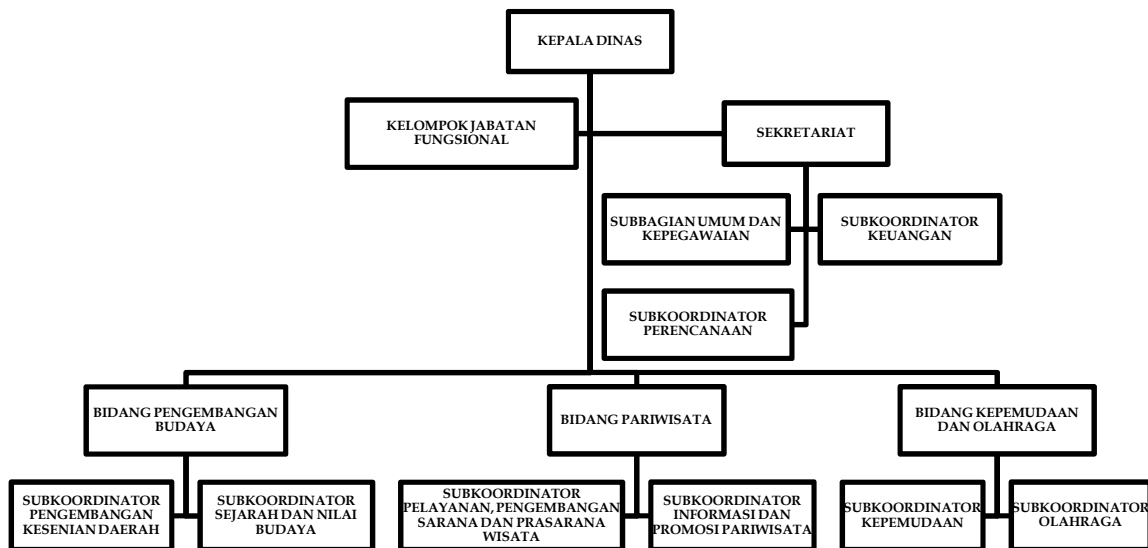 KEPALA DINAS
KELOMPOK JABATAN
FUNGSIONAL
SEKRETARIAT
SUBBAGIAN UMUM DAN
KEPEGAWAIAN
SUBKOORDINATOR
KEUANGAN
SUBKOORDINATOR
PERENCANAAN
BIDANG PENGEMBANGAN
BUDAYA
BIDANG PARIWISATA
BIDANG KEPEMUDAAN
DAN OLAHRAGA
SUBKOORDINATOR
PENGEMBANGAN
KESENIAN DAERAH
SUBKOORDINATOR
SEJARAH DAN NILAI
BUDAYA
SUBKOORDINATOR
PELAYANAN, PENGEMBANGAN
SARANA DAN PRASARANA
WISATA
SUBKOORDINATOR
INFORMASI DAN
PROMOSI PARIWISATA
SUBKOORDINATOR
KEPEMUDAAN
SUBKOORDINATOR
OLAHRAGA